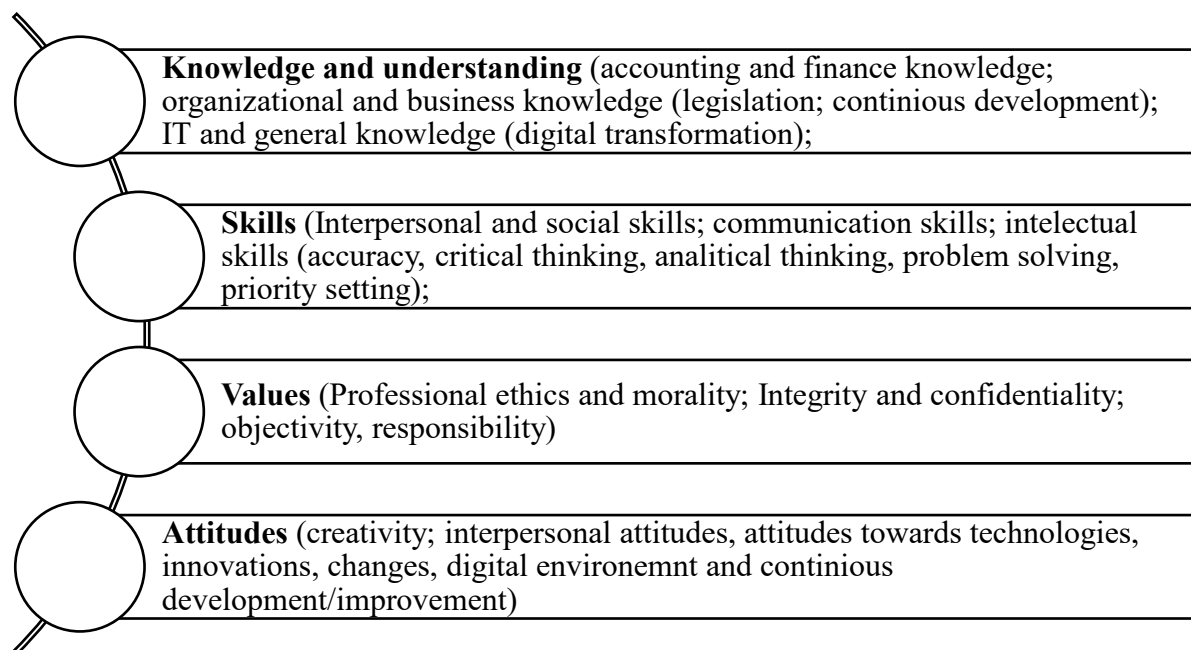 Knowledge and understanding (accounting and finance knowledge;
organizational and business knowledge (legislation; continious development);
IT and general knowledge (digital transformation);
Skills (Interpersonal and social skills; communication skills; intelectual
skills (accuracy, critical thinking, analitical thinking, problem solving,
priority setting);
Values (Professional ethics and morality; Integrity and confidentiality;
objectivity, responsibility)
Attitudes (creativity; interpersonal attitudes, attitudes towards technologies,
innovations, changes, digital environemnt and continious
development/improvement)